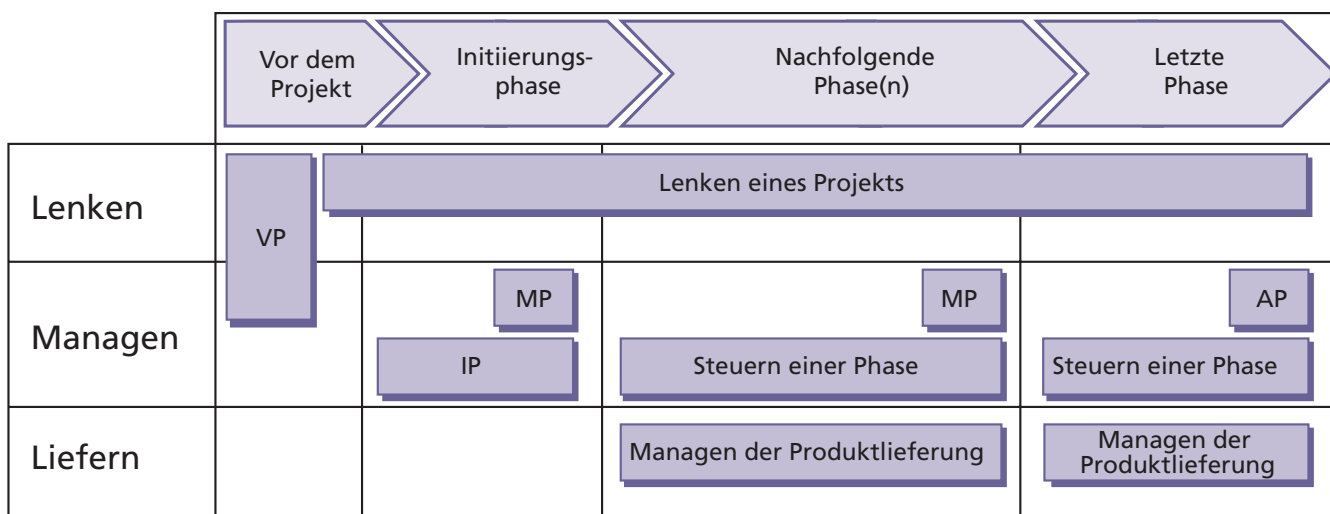 Vor dem
Projekt
Initiierungs-
phase
Nachfolgende
Phase(n)
Letzte
Phase
Lenken
VP
Lenken eines Projekts
Managen
MP
MP
AP
IP
Steuern einer Phase
Steuern einer Phase
Liefern
Managen der Produktlieferung
Managen der
Produktlieferung